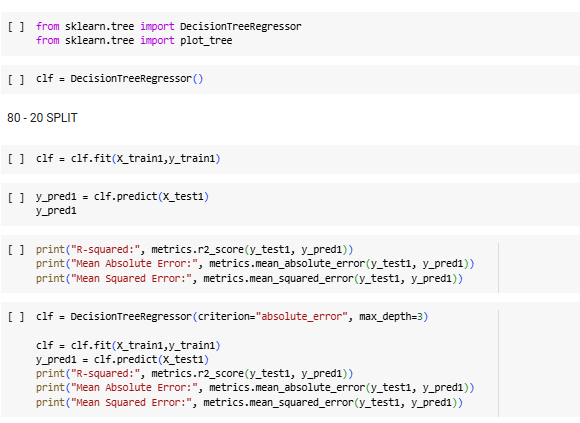 [ ] from sklearn.tree import DecisionTreeRegressor
from sklearn.tree import plot_tree
[ ] clf = DecisionTreeRegressor()
80 - 20 SPLIT
[ ] clf = clf.fit(X_train1,y_train1)
[ ] y_pred1 = clf.predict(X_test1)
y_pred1
[ ] print("R-squared:", metrics.r2_score(y_test1, y_pred1))
print("Mean Absolute Error:", metrics.mean_absolute_error(y_test1, y_pred1))
print("Mean Squared Error:", metrics.mean_squared_error(y_test1, y_pred1))
[ ] clf = DecisionTreeRegressor(criterion="absolute_error", max_depth=3)
clf = clf.fit(X_train1,y_train1)
y_pred1 = clf.predict(X_test1)
print("R-squared:", metrics.r2_score(y_test1, y_pred1))
print("Mean Absolute Error:", metrics.mean_absolute_error(y_test1, y_pred1))
print("Mean Squared Error:", metrics.mean_squared_error(y_test1, y_pred1))